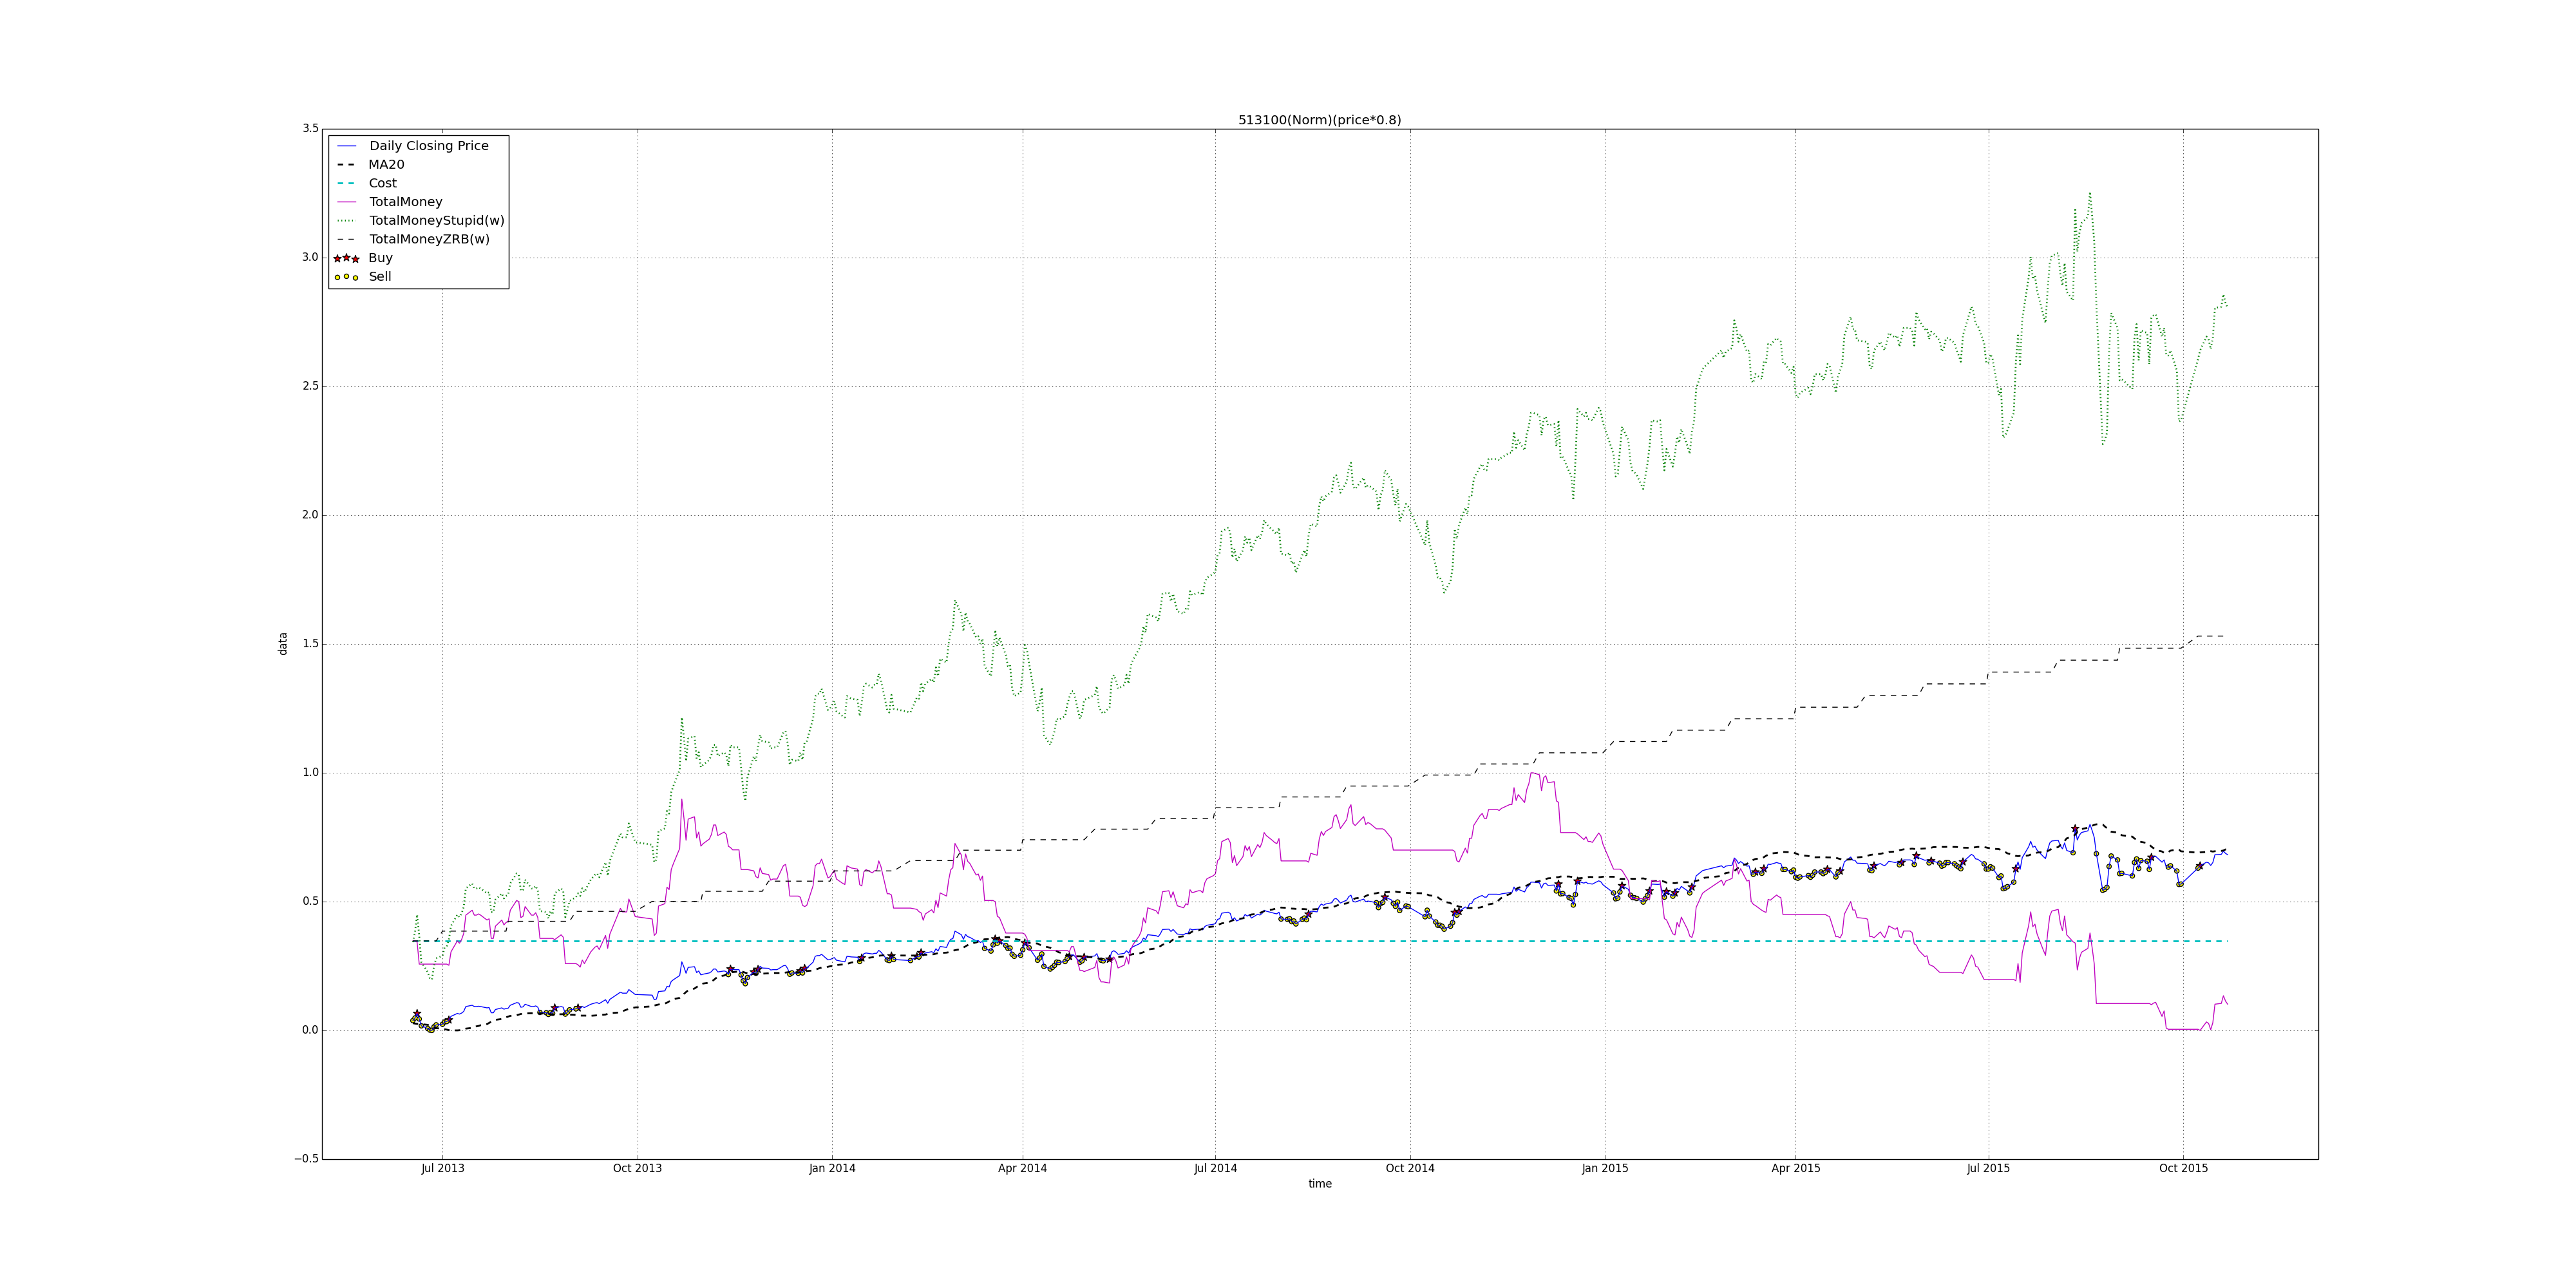 513100(Norm)(price*0.8)
3.5
3.0
2.5
2.0
1.5
1.0
0.5
0.0
−0.5
data
Daily Closing Price
MA20
Cost
TotalMoney
TotalMoneyStupid(w)
TotalMoneyZRB(w)
Buy
Sell
Jul 2013
Oct 2013
Jan 2014
Apr 2014
Jul 2014
Oct 2014
Jan 2015
Apr 2015
Jul 2015
Oct 2015
time